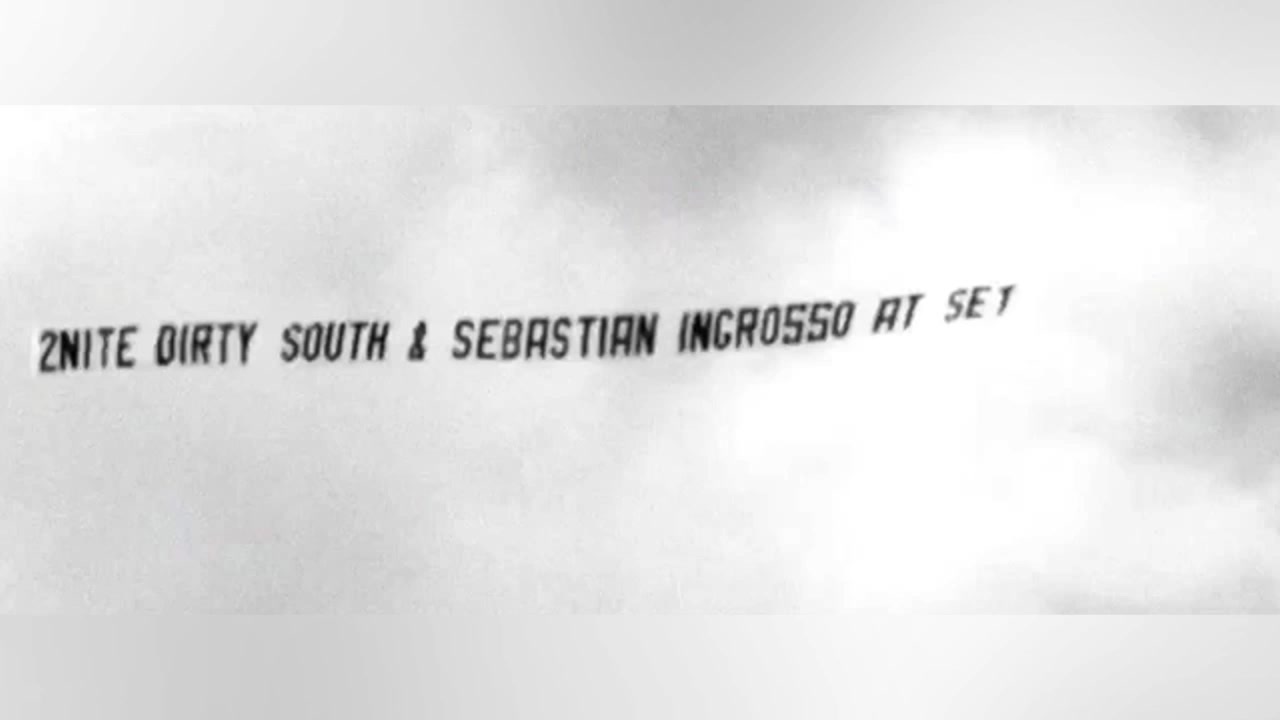 2NITE DIRTY SOUTH & SEBASTIAN INGROSSO AT SET